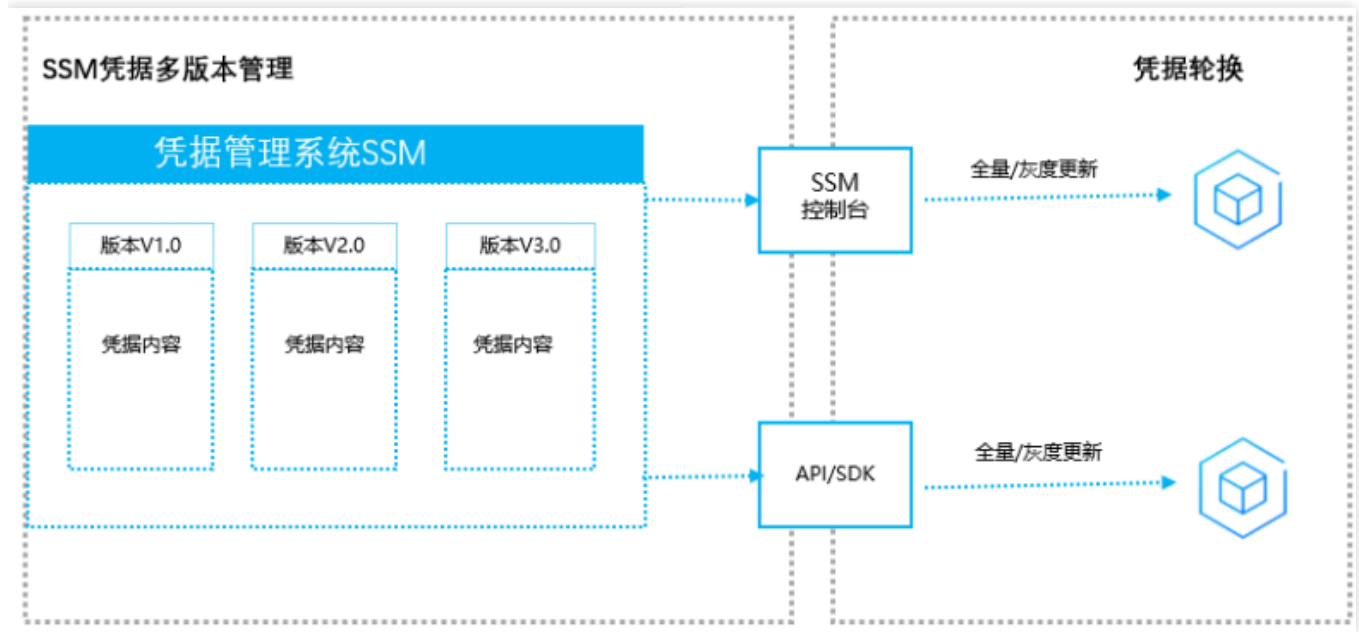 SSM凭据多版本管理
凭据轮换
凭据管理系统SSM
版本V1.0
版本V2.0
版本V3.0
凭据内容
凭据内容
凭据内容
SSM
控制台
全量/灰度更新
API/SDK
全量/灰度更新